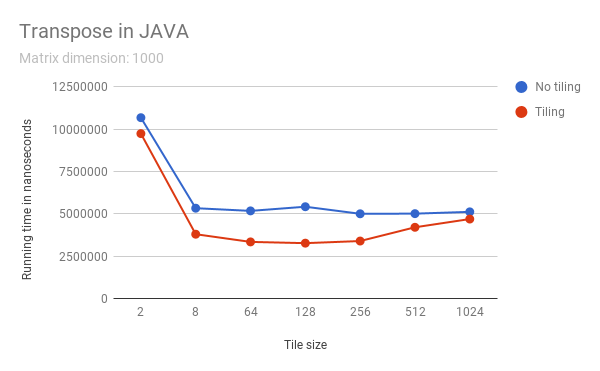 Transpose in JAVA
Matrix dimension: 1000
Running time in nanoseconds
12500000
10000000
7500000
5000000
2500000
0
2 8 64 128 256 512 1024
Tile size
No tiling
Tiling